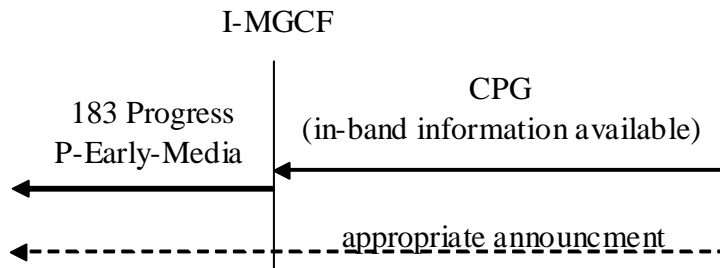 I-MGCF
183 Progress
P-Early-Media
CPG
(in-band information available)
appropriate announcment